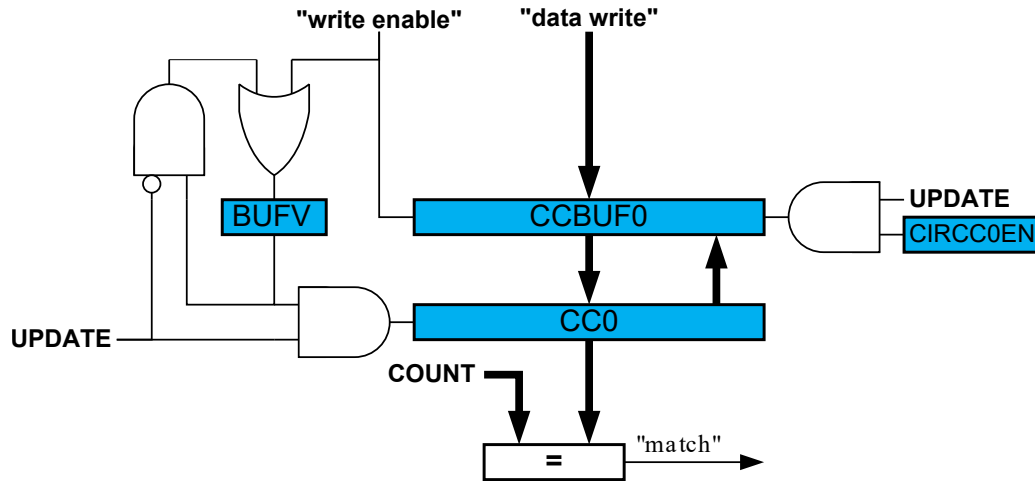 "write enable"
"data write"
BUFV
CCBUF0
UPDATE
CIRCC0EN
UPDATE
CC0
COUNT
=
"match"